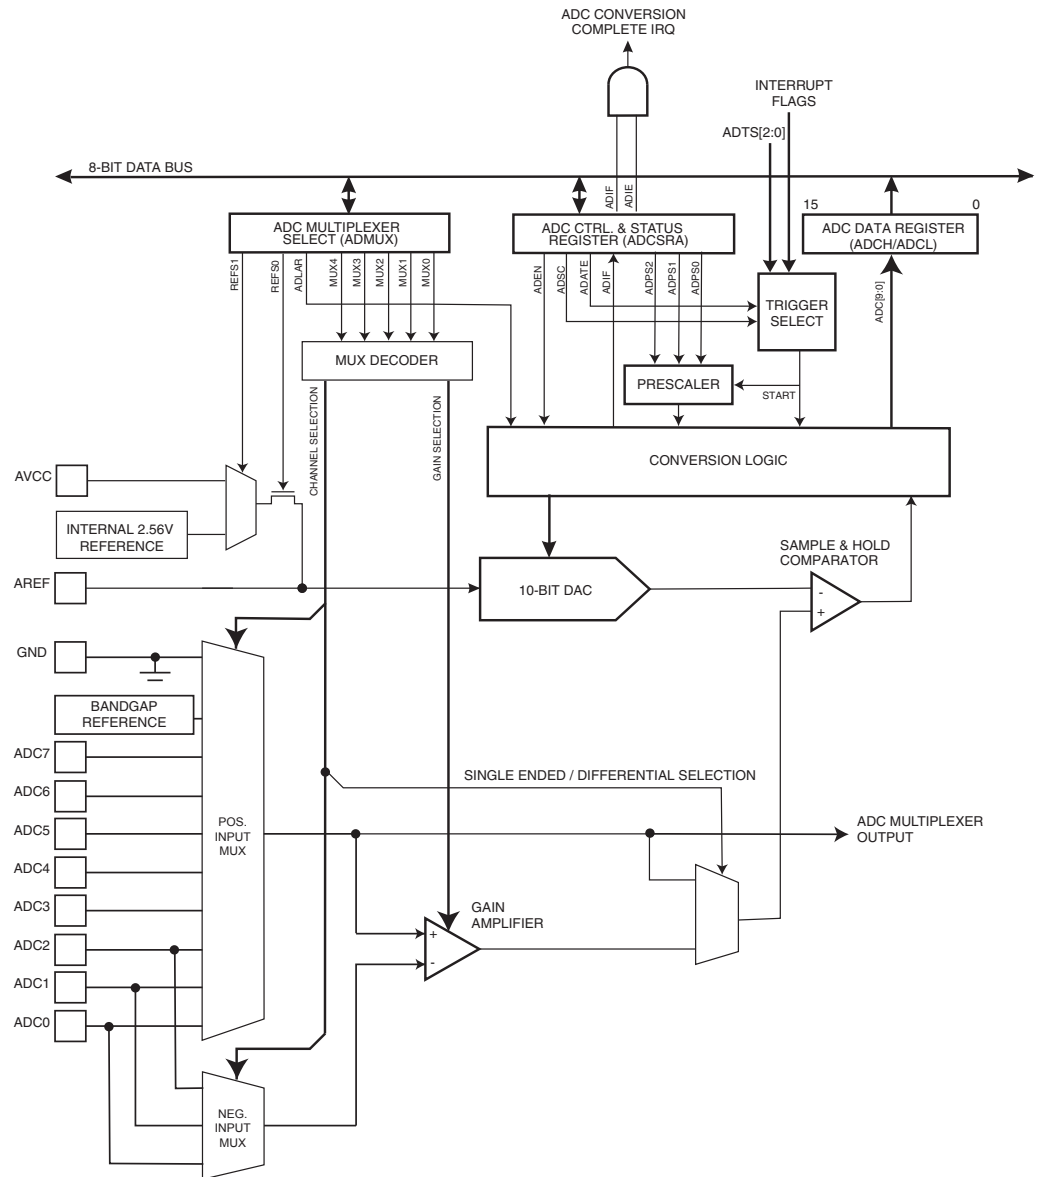 ADC CONVERSION
COMPLETE IRQ
INTERRUPT
FLAGS
ADTS[2:0]
8-BIT DATA BUS
ADIF
ADIE
15
0
ADC MULTIPLEXER
SELECT (ADMUX)
ADC CTRL. & STATUS
REGISTER (ADCSRA)
ADC DATA REGISTER
(ADCH/ADCL)
REFS1
REFS0
ADLAR
MUX4
MUX3
MUX2
MUX1
MUX0
ADEN
ADSC
ADATE
ADIF
ADPS2
ADPS1
ADPS0
ADC[9:0]
TRIGGER
SELECT
MUX DECODER
PRESCALER
START
CHANNEL SELECTION
GAIN SELECTION
CONVERSION LOGIC
AVCC
INTERNAL 2.56V
REFERENCE
SAMPLE & HOLD
COMPARATOR
AREF
10-BIT DAC
-
+
GND
BANDGAP
REFERENCE
ADC7
SINGLE ENDED / DIFFERENTIAL SELECTION
ADC6
ADC5
POS.
INPUT
MUX
ADC MULTIPLEXER
OUTPUT
ADC4
ADC3
GAIN
AMPLIFIER
+
-
ADC2
ADC1
ADC0
NEG.
INPUT
MUX